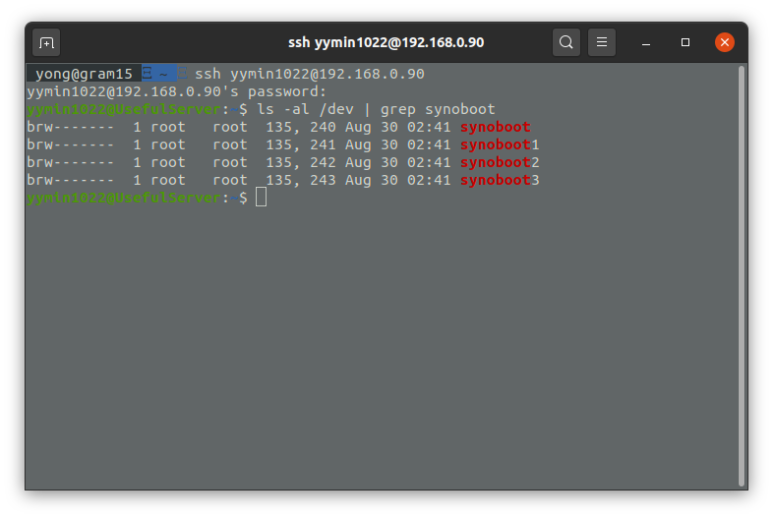 ssh yymin1022@192.168.0.90
yong@gram15 ~ ssh yymin1022@192.168.0.90
yymin1022@192.168.0.90's password:
yymin1022@UsefulServer:~$ ls -al /dev | grep synoboot
brw------- 1 root root 135, 240 Aug 30 02:41 synoboot
brw------- 1 root root 135, 241 Aug 30 02:41 synoboot1
brw------- 1 root root 135, 242 Aug 30 02:41 synoboot2
brw------- 1 root root 135, 243 Aug 30 02:41 synoboot3
yymin1022@UsefulServer:~$